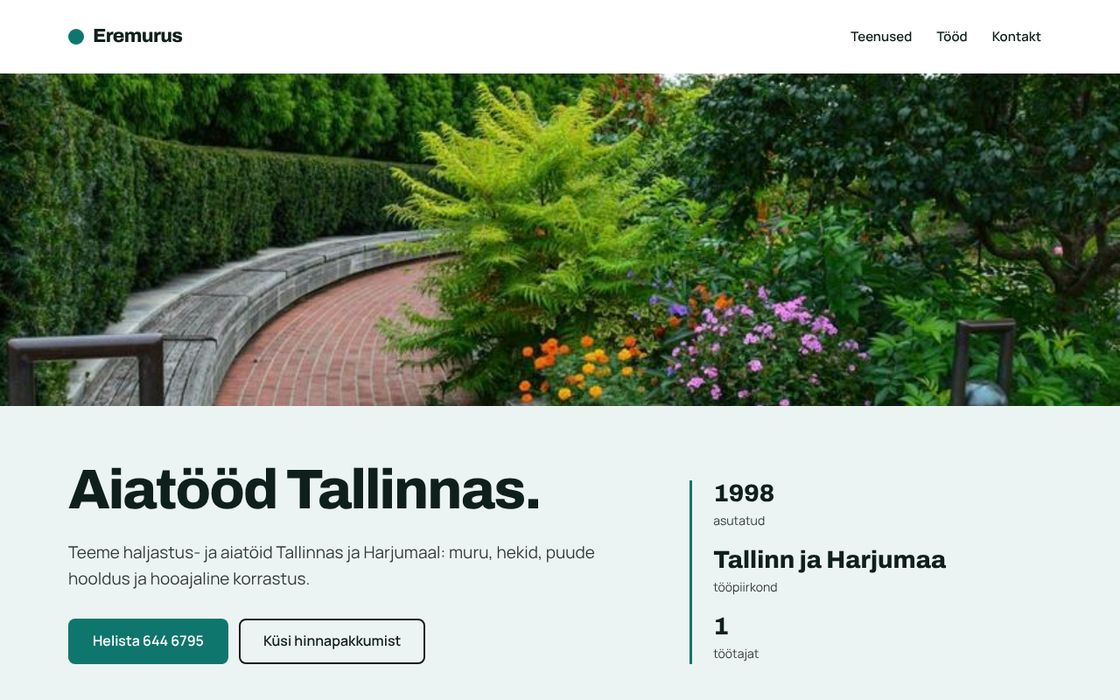 Eremurus
Teenused
Tööd
Kontakt
Aiatööd Tallinnas.
Teeme haljastus- ja aiatöid Tallinnas ja Harjumaal: muru, hekid, puude
hooldus ja hooajaline korrastus.
Helista 644 6795
Küsi hinnapakkumist
1998
asutatud
Tallinn ja Harjumaa
tööpiirkond
1
töötajat